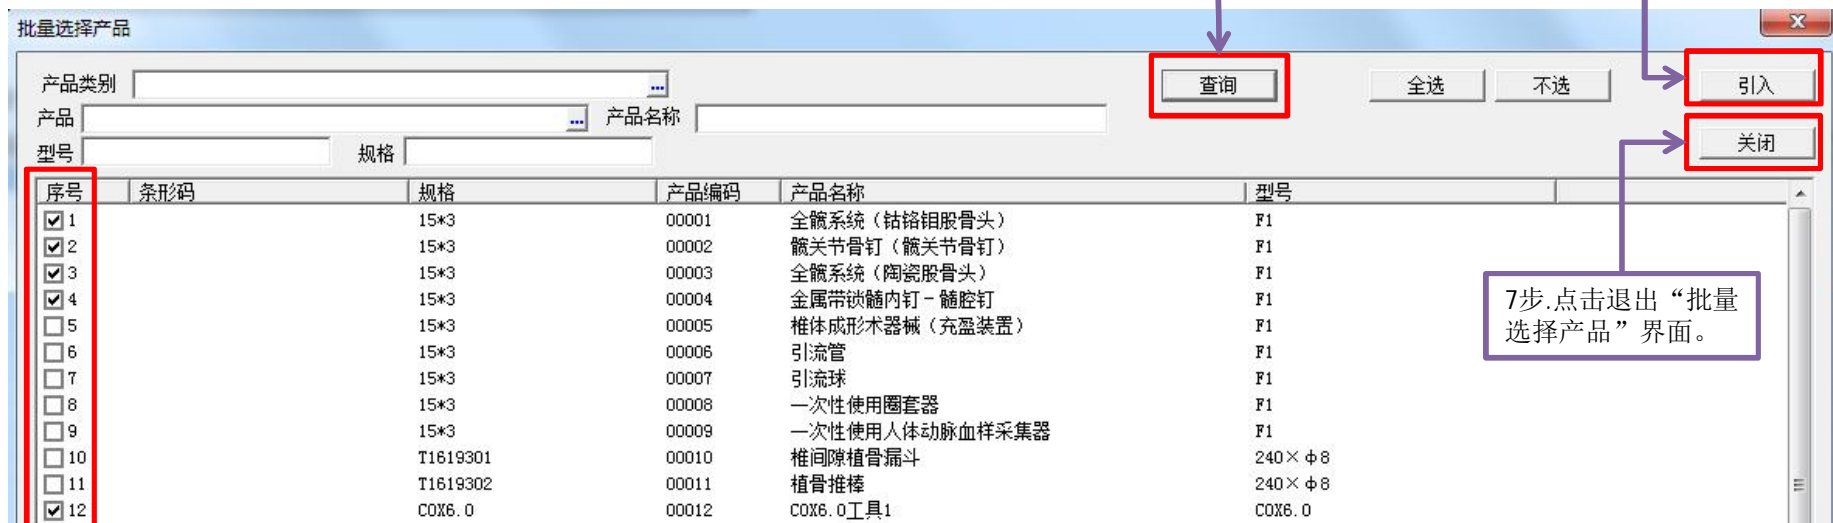 批量选择产品
产品类别 ... 查询 全选 不选 引入
产品 ... 产品名称
型号 规格 关闭
序号 条形码 规格 产品编码 产品名称 型号
1 15*3 00001 全髋系统（钴铬钼股骨头） F1
2 15*3 00002 髋关节骨钉（髋关节骨钉） F1
3 15*3 00003 全髋系统（陶瓷股骨头） F1
4 15*3 00004 金属带锁髓内钉－髓腔钉 F1
5 15*3 00005 椎体成形术器械（充盈装置） F1
6 15*3 00006 引流管 F1
7 15*3 00007 引流球 F1
8 15*3 00008 一次性使用圈套器 F1
9 15*3 00009 一次性使用人体动脉血样采集器 F1
10 T1619301 00010 椎间隙植骨漏斗 240×φ8
11 T1619302 00011 植骨推棒 240×φ8
12 COX6.0 00012 COX6.0工具1 COX6.0
7步.点击退出“批量
选择产品”界面。